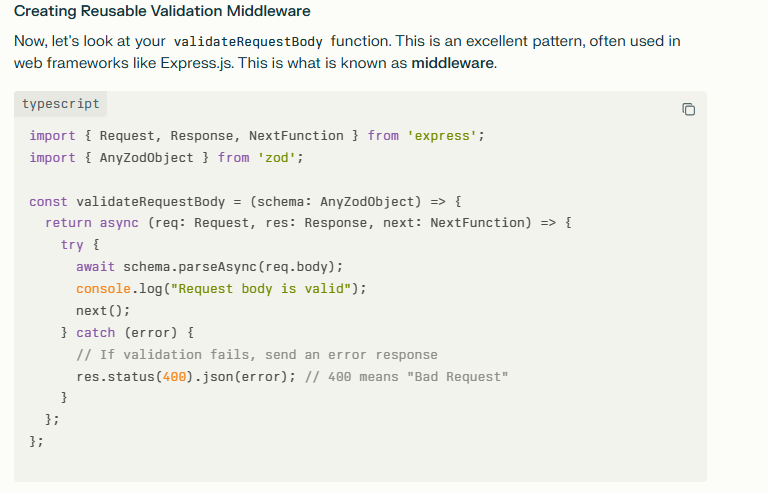 Creating Reusable Validation Middleware
Now, let's look at your validateRequestBody function. This is an excellent pattern, often used in
web frameworks like Express.js. This is what is known as middleware.
typescript
import { Request, Response, NextFunction } from 'express';
import { AnyZodObject } from 'zod';
const validateRequestBody = (schema: AnyZodObject) => {
  return async (req: Request, res: Response, next: NextFunction) => {
    try {
      await schema.parseAsync(req.body);
      console.log("Request body is valid");
      next();
    } catch (error) {
      // If validation fails, send an error response
      res.status(400).json(error); // 400 means "Bad Request"
    }
  };
};